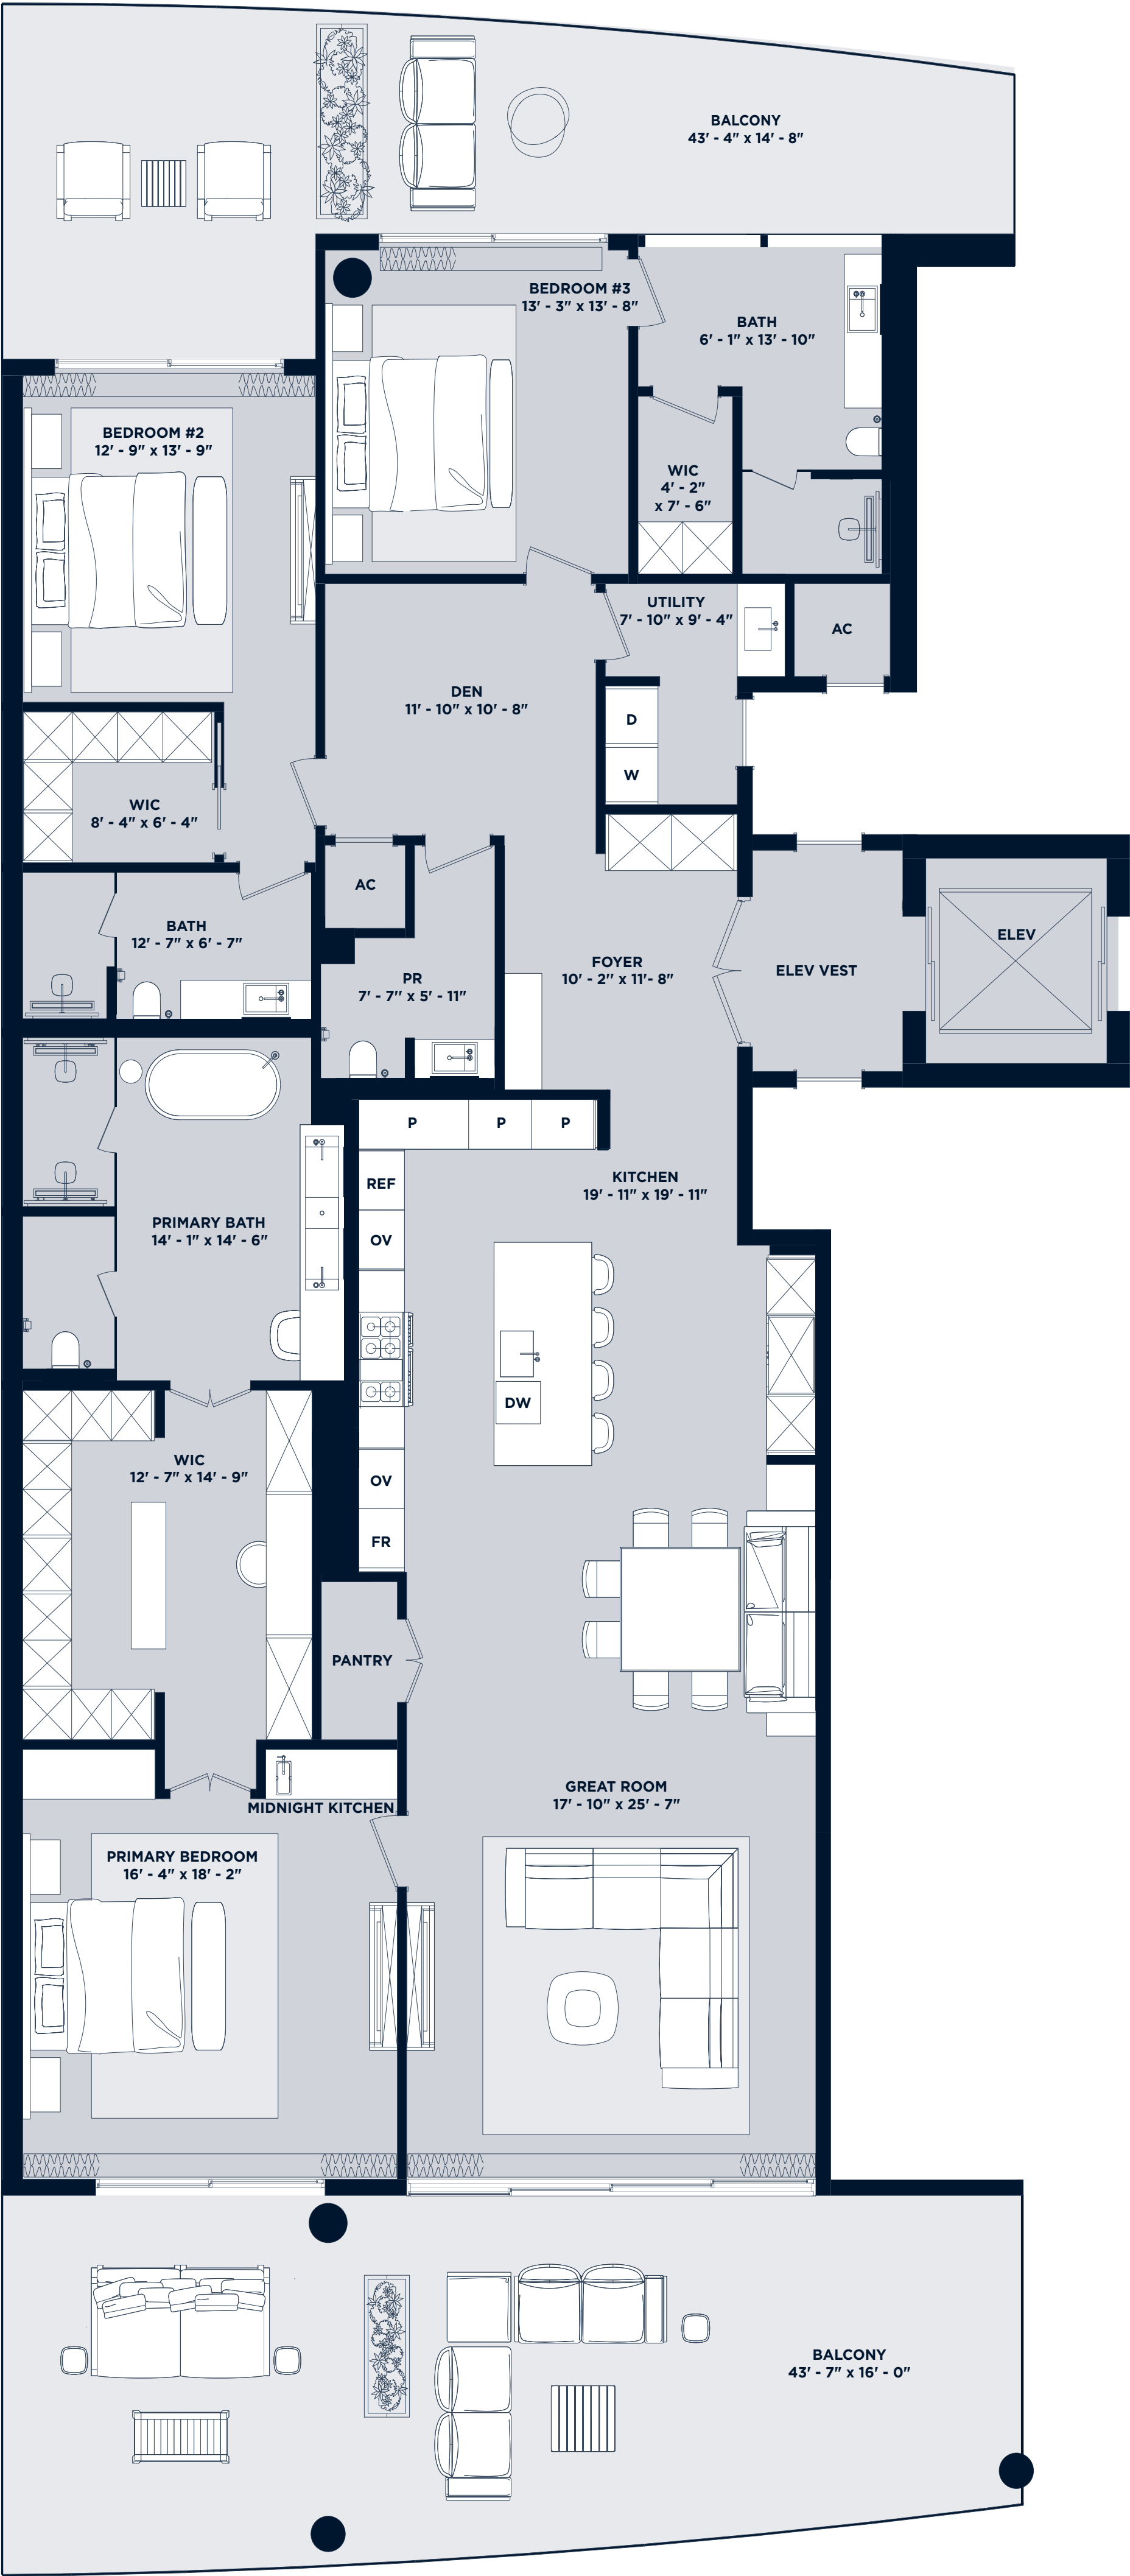 BALCONY
43' - 4" x 14' - 8"
BEDROOM #3
13' - 3" x 13' - 8"
BATH
6' - 1" x 13' - 10"
BEDROOM #2
12' - 9" x 13' - 9"
WIC
4' - 2"
x 7' - 6"
UTILITY
7' - 10" x 9' - 4"
AC
DEN
11' - 10" x 10' - 8"
D
W
WIC
8' - 4" x 6' - 4"
AC
BATH
12' - 7" x 6' - 7"
PR
7' - 7'' x 5' - 11"
FOYER
10' - 2'' x 11'- 8"
ELEV VEST
ELEV
P
P
P
REF
KITCHEN
19' - 11" x 19' - 11"
OV
PRIMARY BATH
14' - 1" x 14' - 6"
DW
WIC
12' - 7" x 14' - 9"
OV
FR
PANTRY
GREAT ROOM
17' - 10" x 25' - 7"
MIDNIGHT KITCHEN
PRIMARY BEDROOM
16' - 4" x 18' - 2"
BALCONY
43' - 7" x 16' - 0"